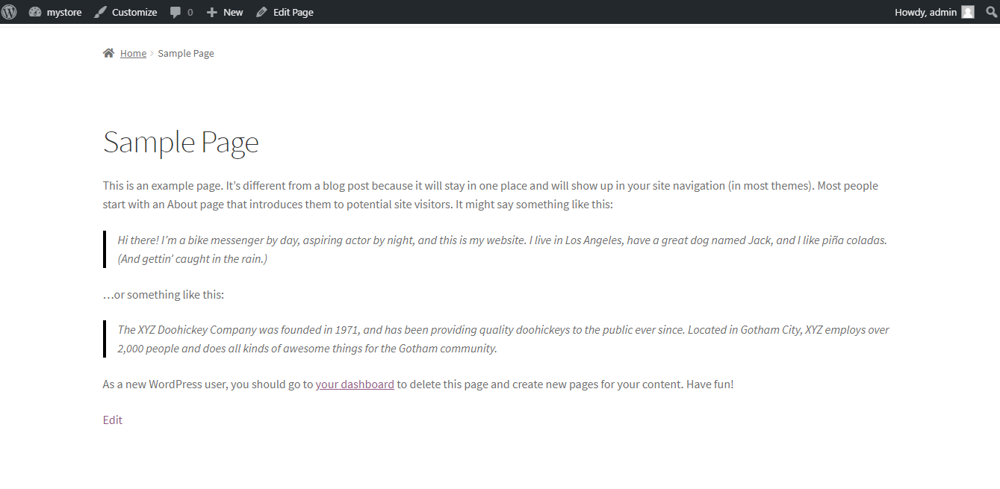 mystore Customize 0 New Edit Page Howdy, admin
Home Sample Page
Sample Page
This is an example page. It’s different from a blog post because it will stay in one place and will show up in your site navigation (in most themes). Most people
start with an About page that introduces them to potential site visitors. It might say something like this:
Hi there! I’m a bike messenger by day, aspiring actor by night, and this is my website. I live in Los Angeles, have a great dog named Jack, and I like piña coladas.
(And gettin’ caught in the rain.)
…or something like this:
The XYZ Doohickey Company was founded in 1971, and has been providing quality doohickeys to the public ever since. Located in Gotham City, XYZ employs over
2,000 people and does all kinds of awesome things for the Gotham community.
As a new WordPress user, you should go to your dashboard to delete this page and create new pages for your content. Have fun!
Edit